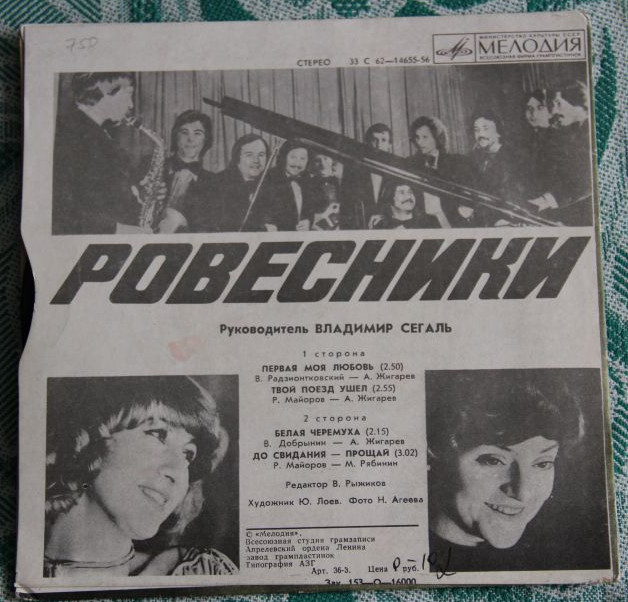 750
СТЕРЕО 33 С 62—14655-56
МИНИСТЕРСТВО КУЛЬТУРЫ СССР
МЕЛОДИЯ
ВСЕСОЮЗНАЯ ФИРМА ГРАМПЛАСТИНОК
РОВЕСНИКИ
Руководитель ВЛАДИМИР СЕГАЛЬ
1 сторона
ПЕРВАЯ МОЯ ЛЮБОВЬ (2.50)
В. Радзионтковский — А. Жигарев
ТВОЙ ПОЕЗД УШЕЛ (2.55)
Р. Майоров — А. Жигарев
2 сторона
БЕЛАЯ ЧЕРЕМУХА (2.15)
В. Добрынин — А. Жигарев
ДО СВИДАНИЯ — ПРОЩАЙ (3.02)
Р. Майоров — М. Рябинин
Редактор В. Рыжиков
Художник Ю. Лоев. Фото Н. Агеева
© «Мелодия».
Всесоюзная студия грамзаписи
Апрелевский ордена Ленина
завод грампластинок
Типография АЗГ
Арт. 36-3. Цена руб.
Зак. 153—О—16000